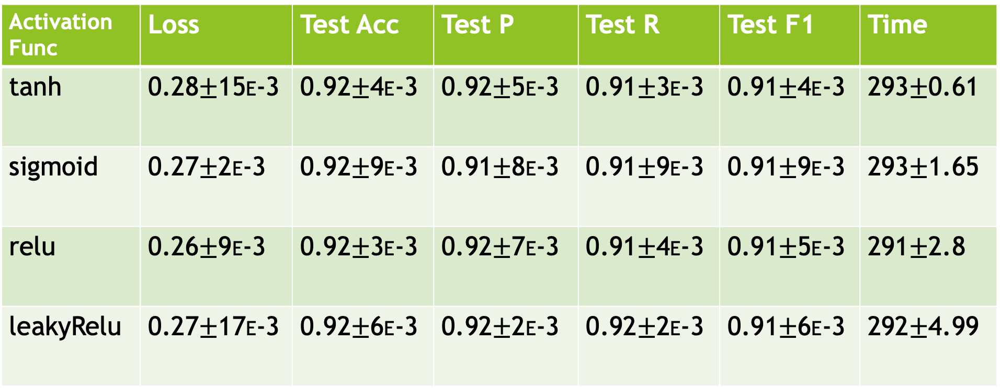 Activation Func Loss Test Acc Test P Test R Test F1 Time
tanh 0.28±15E-3 0.92±4E-3 0.92±5E-3 0.91±3E-3 0.91±4E-3 293±0.61
sigmoid 0.27±2E-3 0.92±9E-3 0.91±8E-3 0.91±9E-3 0.91±9E-3 293±1.65
relu 0.26±9E-3 0.92±3E-3 0.92±7E-3 0.91±4E-3 0.91±5E-3 291±2.8
leakyRelu 0.27±17E-3 0.92±6E-3 0.92±2E-3 0.92±2E-3 0.91±6E-3 292±4.99